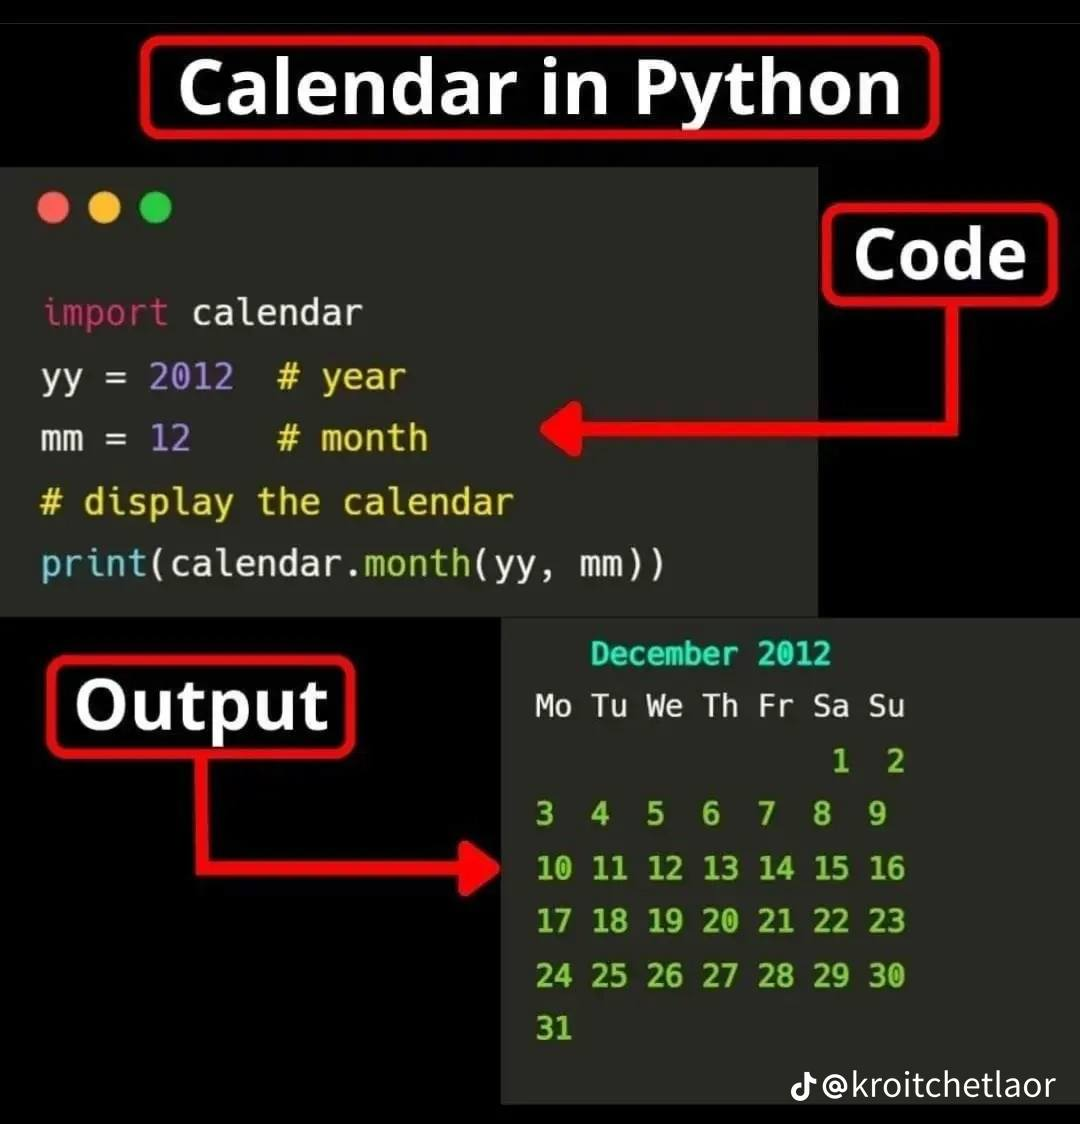 Calendar in Python
Code
import calendar
yy = 2012  # year
mm = 12    # month
# display the calendar
print(calendar.month(yy, mm))
Output
December 2012
Mo Tu We Th Fr Sa Su
1  2
3  4  5  6  7  8  9
10 11 12 13 14 15 16
17 18 19 20 21 22 23
24 25 26 27 28 29 30
31
@kroitchetlaor